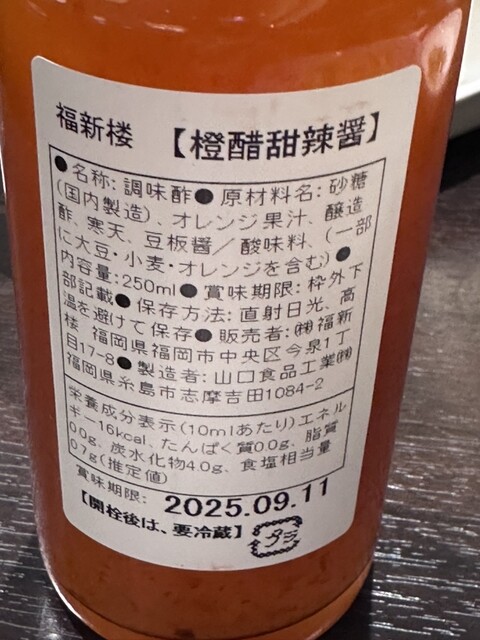 福新楼 【橙醋甜辣醤】
●名称:調味酢●原材料名:砂糖
(国内製造)、オレンジ果汁、醸造
酢、寒天、豆板醤/酸味料、(一部
に大豆・小麦・オレンジを含む)●
内容量:250ml●賞味期限:枠外下
部記載●保存方法:直射日光、高
温を避けて保存●販売者:㈱福新
楼 福岡県福岡市中央区今泉1丁
目17-8●製造者:山口食品工業㈱
福岡県糸島市志摩吉田1084-2
栄養成分表示(10mlあたり)エネル
ギー16kcal、たんぱく質0.0g、脂質
0.0g、炭水化物4.0g、食塩相当量
0.7g(推定値)
賞味期限: 2025.09.11
【開栓後は、要冷蔵】
プラ